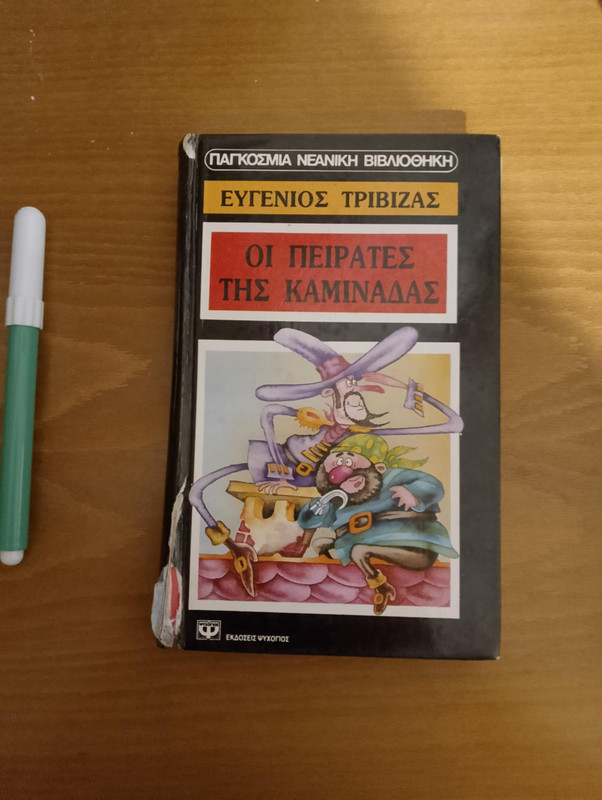 ΠΑΓΚΟΣΜΙΑ ΝΕΑΝΙΚΗ ΒΙΒΛΙΟΘΗΚΗ
ΕΥΓΕΝΙΟΣ ΤΡΙΒΙΖΑΣ
ΟΙ ΠΕΙΡΑΤΕΣ
ΤΗΣ ΚΑΜΙΝΑΔΑΣ
ΕΚΔΟΣΕΙΣ ΨΥΧΟΓΙΟΣ